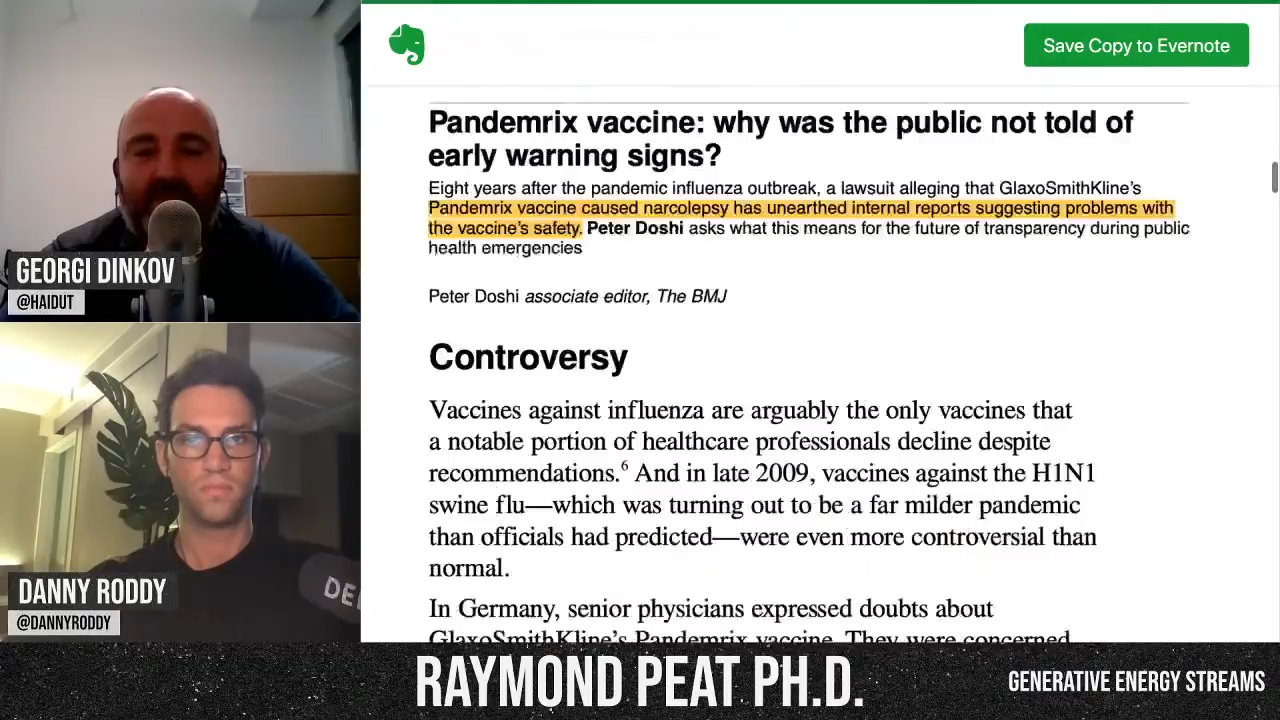 Save Copy to Evernote
Pandemrix vaccine: why was the public not told of
early warning signs?
Eight years after the pandemic influenza outbreak, a lawsuit alleging that GlaxoSmithKline's
Pandemrix vaccine caused narcolepsy has unearthed internal reports suggesting problems with
the vaccine's safety. Peter Doshi asks what this means for the future of transparency during public
health emergencies
Peter Doshi associate editor, The BMJ
Controversy
Vaccines against influenza are arguably the only vaccines that
a notable portion of healthcare professionals decline despite
recommendations.⁶ And in late 2009, vaccines against the H1N1
swine flu—which was turning out to be a far milder pandemic
than officials had predicted—were even more controversial than
normal.
In Germany, senior physicians expressed doubts about
GlaxoSmithKline's Pandemrix vaccine. They were concerned
GEORGI DINKOV
@HAIDUT
DANNY RODDY
@DANNYRODDY
RAYMOND PEAT PH.D.
GENERATIVE ENERGY STREAMS